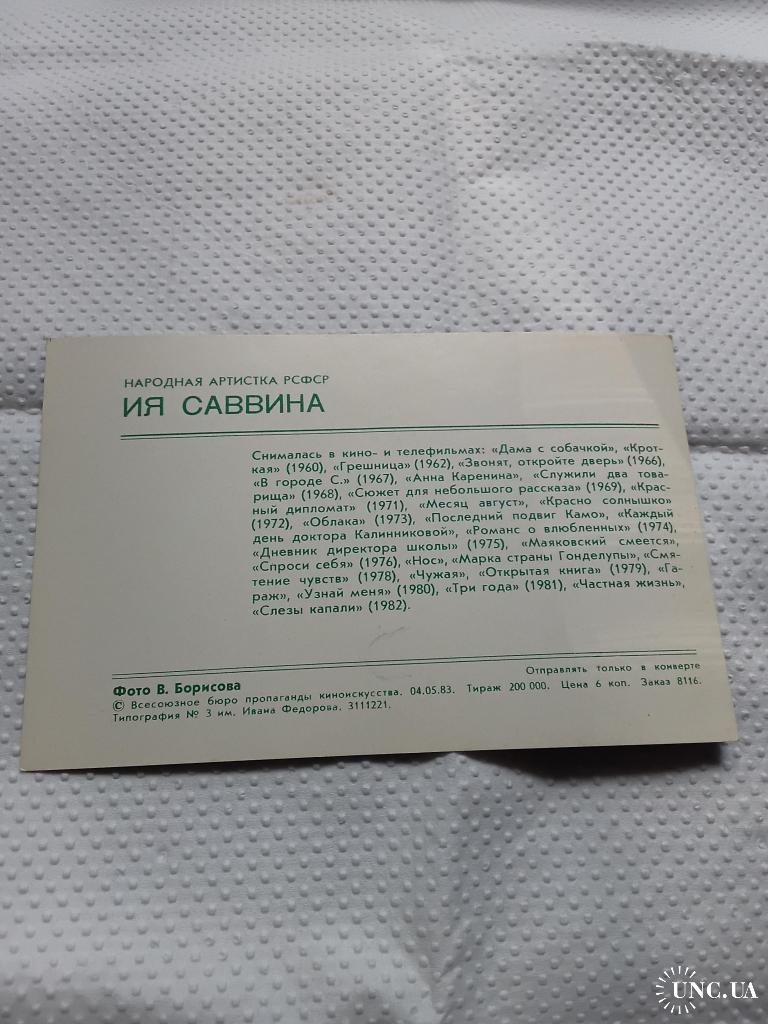 НАРОДНАЯ АРТИСТКА РСФСР
ИЯ САВВИНА
Снималась в кино- и телефильмах: «Дама с собачкой», «Крот-
кая» (1960), «Грешница» (1962), «Звонят, откройте дверь» (1966),
«В городе С.» (1967), «Анна Каренина», «Служили два това-
рища» (1968), «Сюжет для небольшого рассказа» (1969), «Крас-
ный дипломат» (1971), «Месяц август», «Красно солнышко»
(1972), «Облака» (1973), «Последний подвиг Камо», «Каждый
день доктора Калинниковой», «Романс о влюбленных» (1974),
«Дневник директора школы» (1975), «Маяковский смеется»,
«Спроси себя» (1976), «Нос», «Марка страны Гонделупы», «Смя-
тение чувств» (1978), «Чужая», «Открытая книга» (1979), «Га-
раж», «Узнай меня» (1980), «Три года» (1981), «Частная жизнь»,
«Слезы капали» (1982).
Отправлять только в конверте
Фото В. Борисова
© Всесоюзное бюро пропаганды киноискусства. 04.05.83. Тираж 200 000. Цена 6 коп. Заказ 8116.
Типография № 3 им. Ивана Федорова. 3111221.
UNC.UA